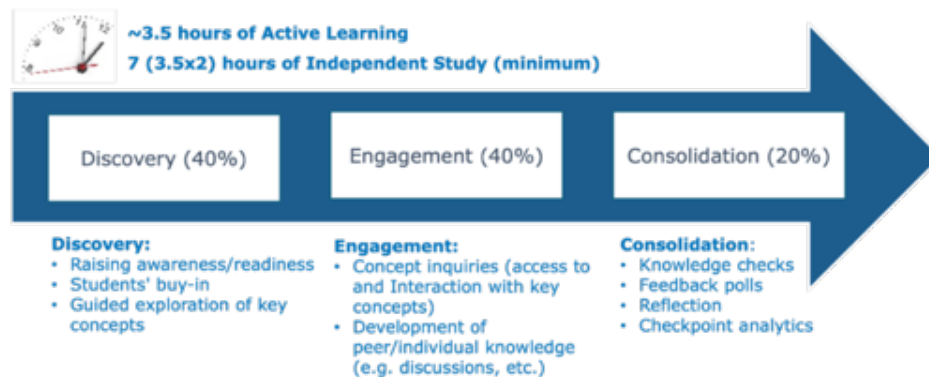 ~3.5 hours of Active Learning
7 (3.5x2) hours of Independent Study (minimum)
Discovery (40%)
Engagement (40%)
Consolidation (20%)
Discovery:
• Raising awareness/readiness
• Students' buy-in
• Guided exploration of key
concepts
Engagement:
• Concept inquiries (access to
and Interaction with key
concepts)
• Development of
peer/individual knowledge
(e.g. discussions, etc.)
Consolidation:
• Knowledge checks
• Feedback polls
• Reflection
• Checkpoint analytics